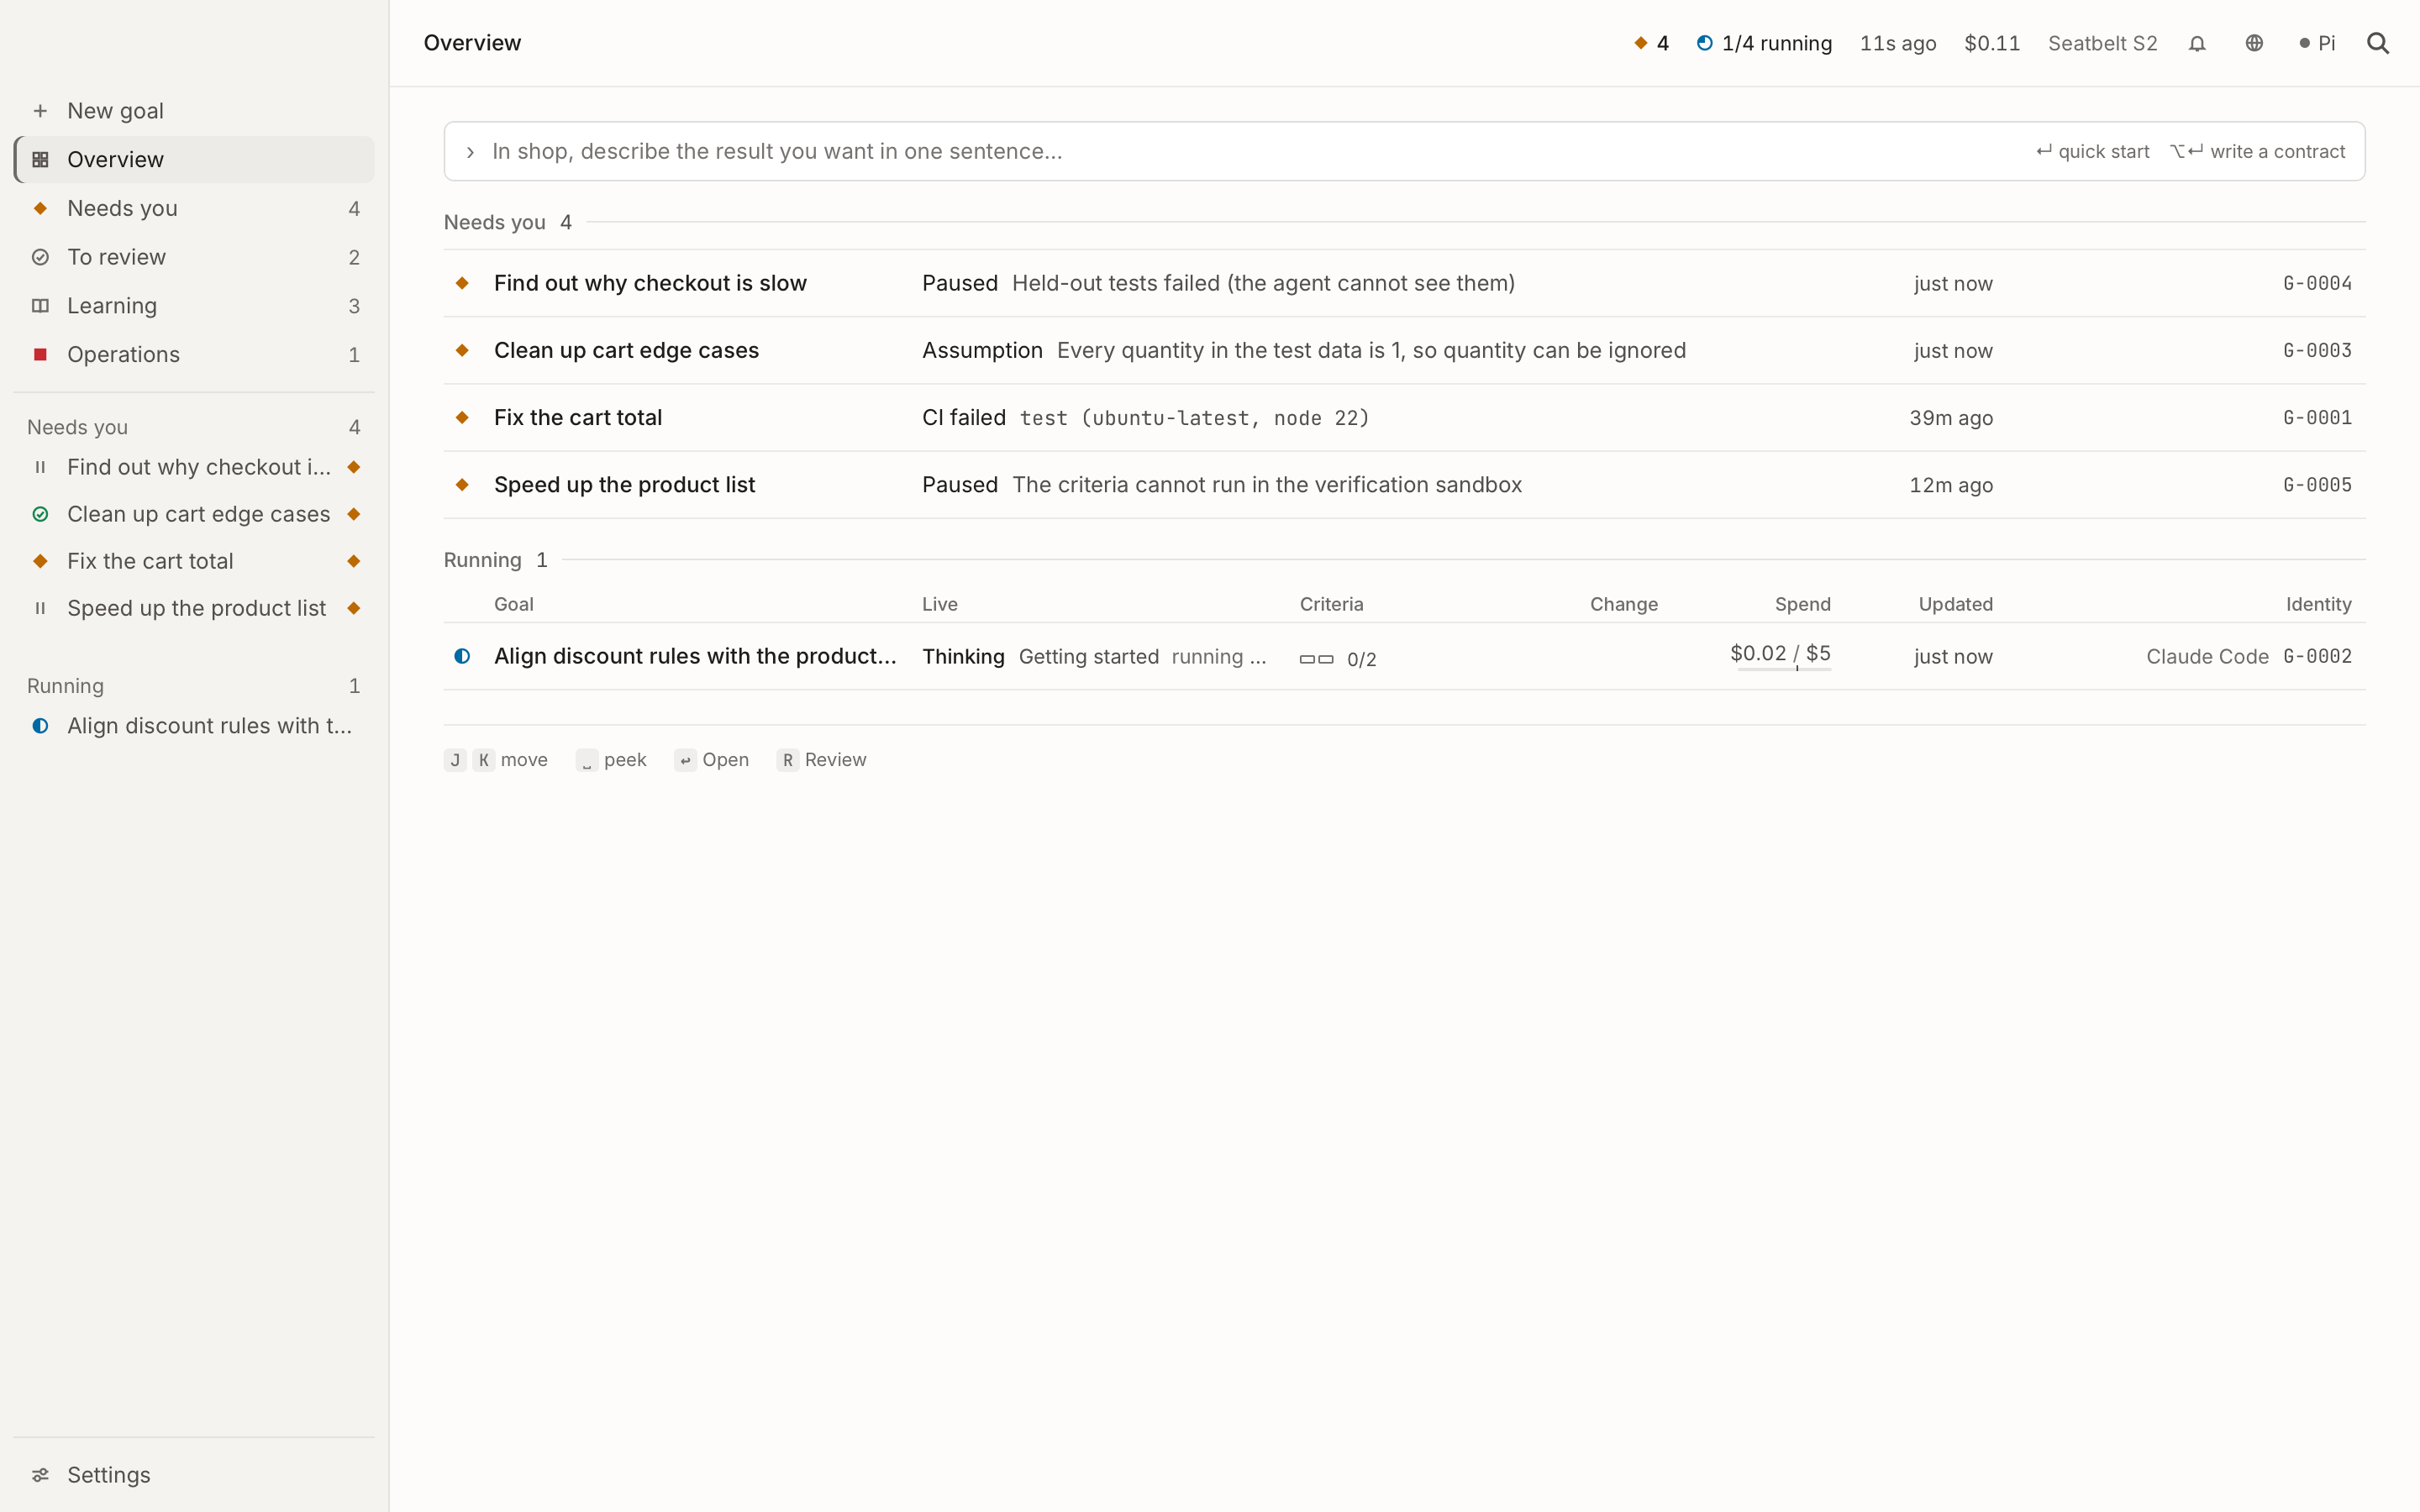 New goal
Overview
Needs you 4
To review 2
Learning 3
Operations 1
Needs you 4
Find out why checkout i...
Clean up cart edge cases
Fix the cart total
Speed up the product list
Running 1
Align discount rules with t...
Settings
Overview
4 1/4 running 11s ago $0.11 Seatbelt S2 Pi
› In shop, describe the result you want in one sentence... ↵ quick start ⌥↵ write a contract
Needs you 4
Find out why checkout is slow Paused Held-out tests failed (the agent cannot see them) just now G-0004
Clean up cart edge cases Assumption Every quantity in the test data is 1, so quantity can be ignored just now G-0003
Fix the cart total CI failed test (ubuntu-latest, node 22) 39m ago G-0001
Speed up the product list Paused The criteria cannot run in the verification sandbox 12m ago G-0005
Running 1
Goal Live Criteria Change Spend Updated Identity
Align discount rules with the product... Thinking Getting started running ... 0/2 $0.02 / $5 just now Claude Code G-0002
J K move ⎵ peek ↩ Open R Review